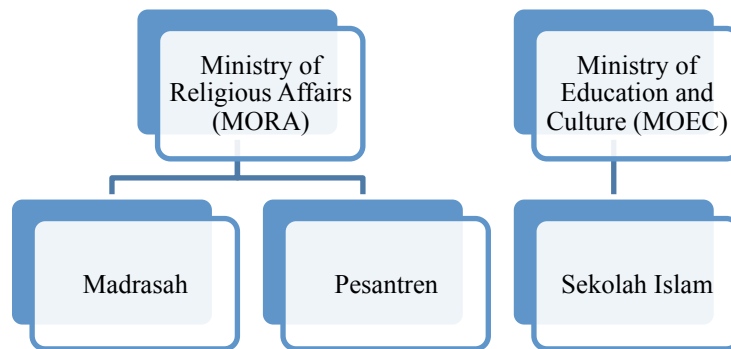 Ministry of
Religious Affairs
(MORA)
Ministry of
Education and
Culture (MOEC)
Madrasah
Pesantren
Sekolah Islam